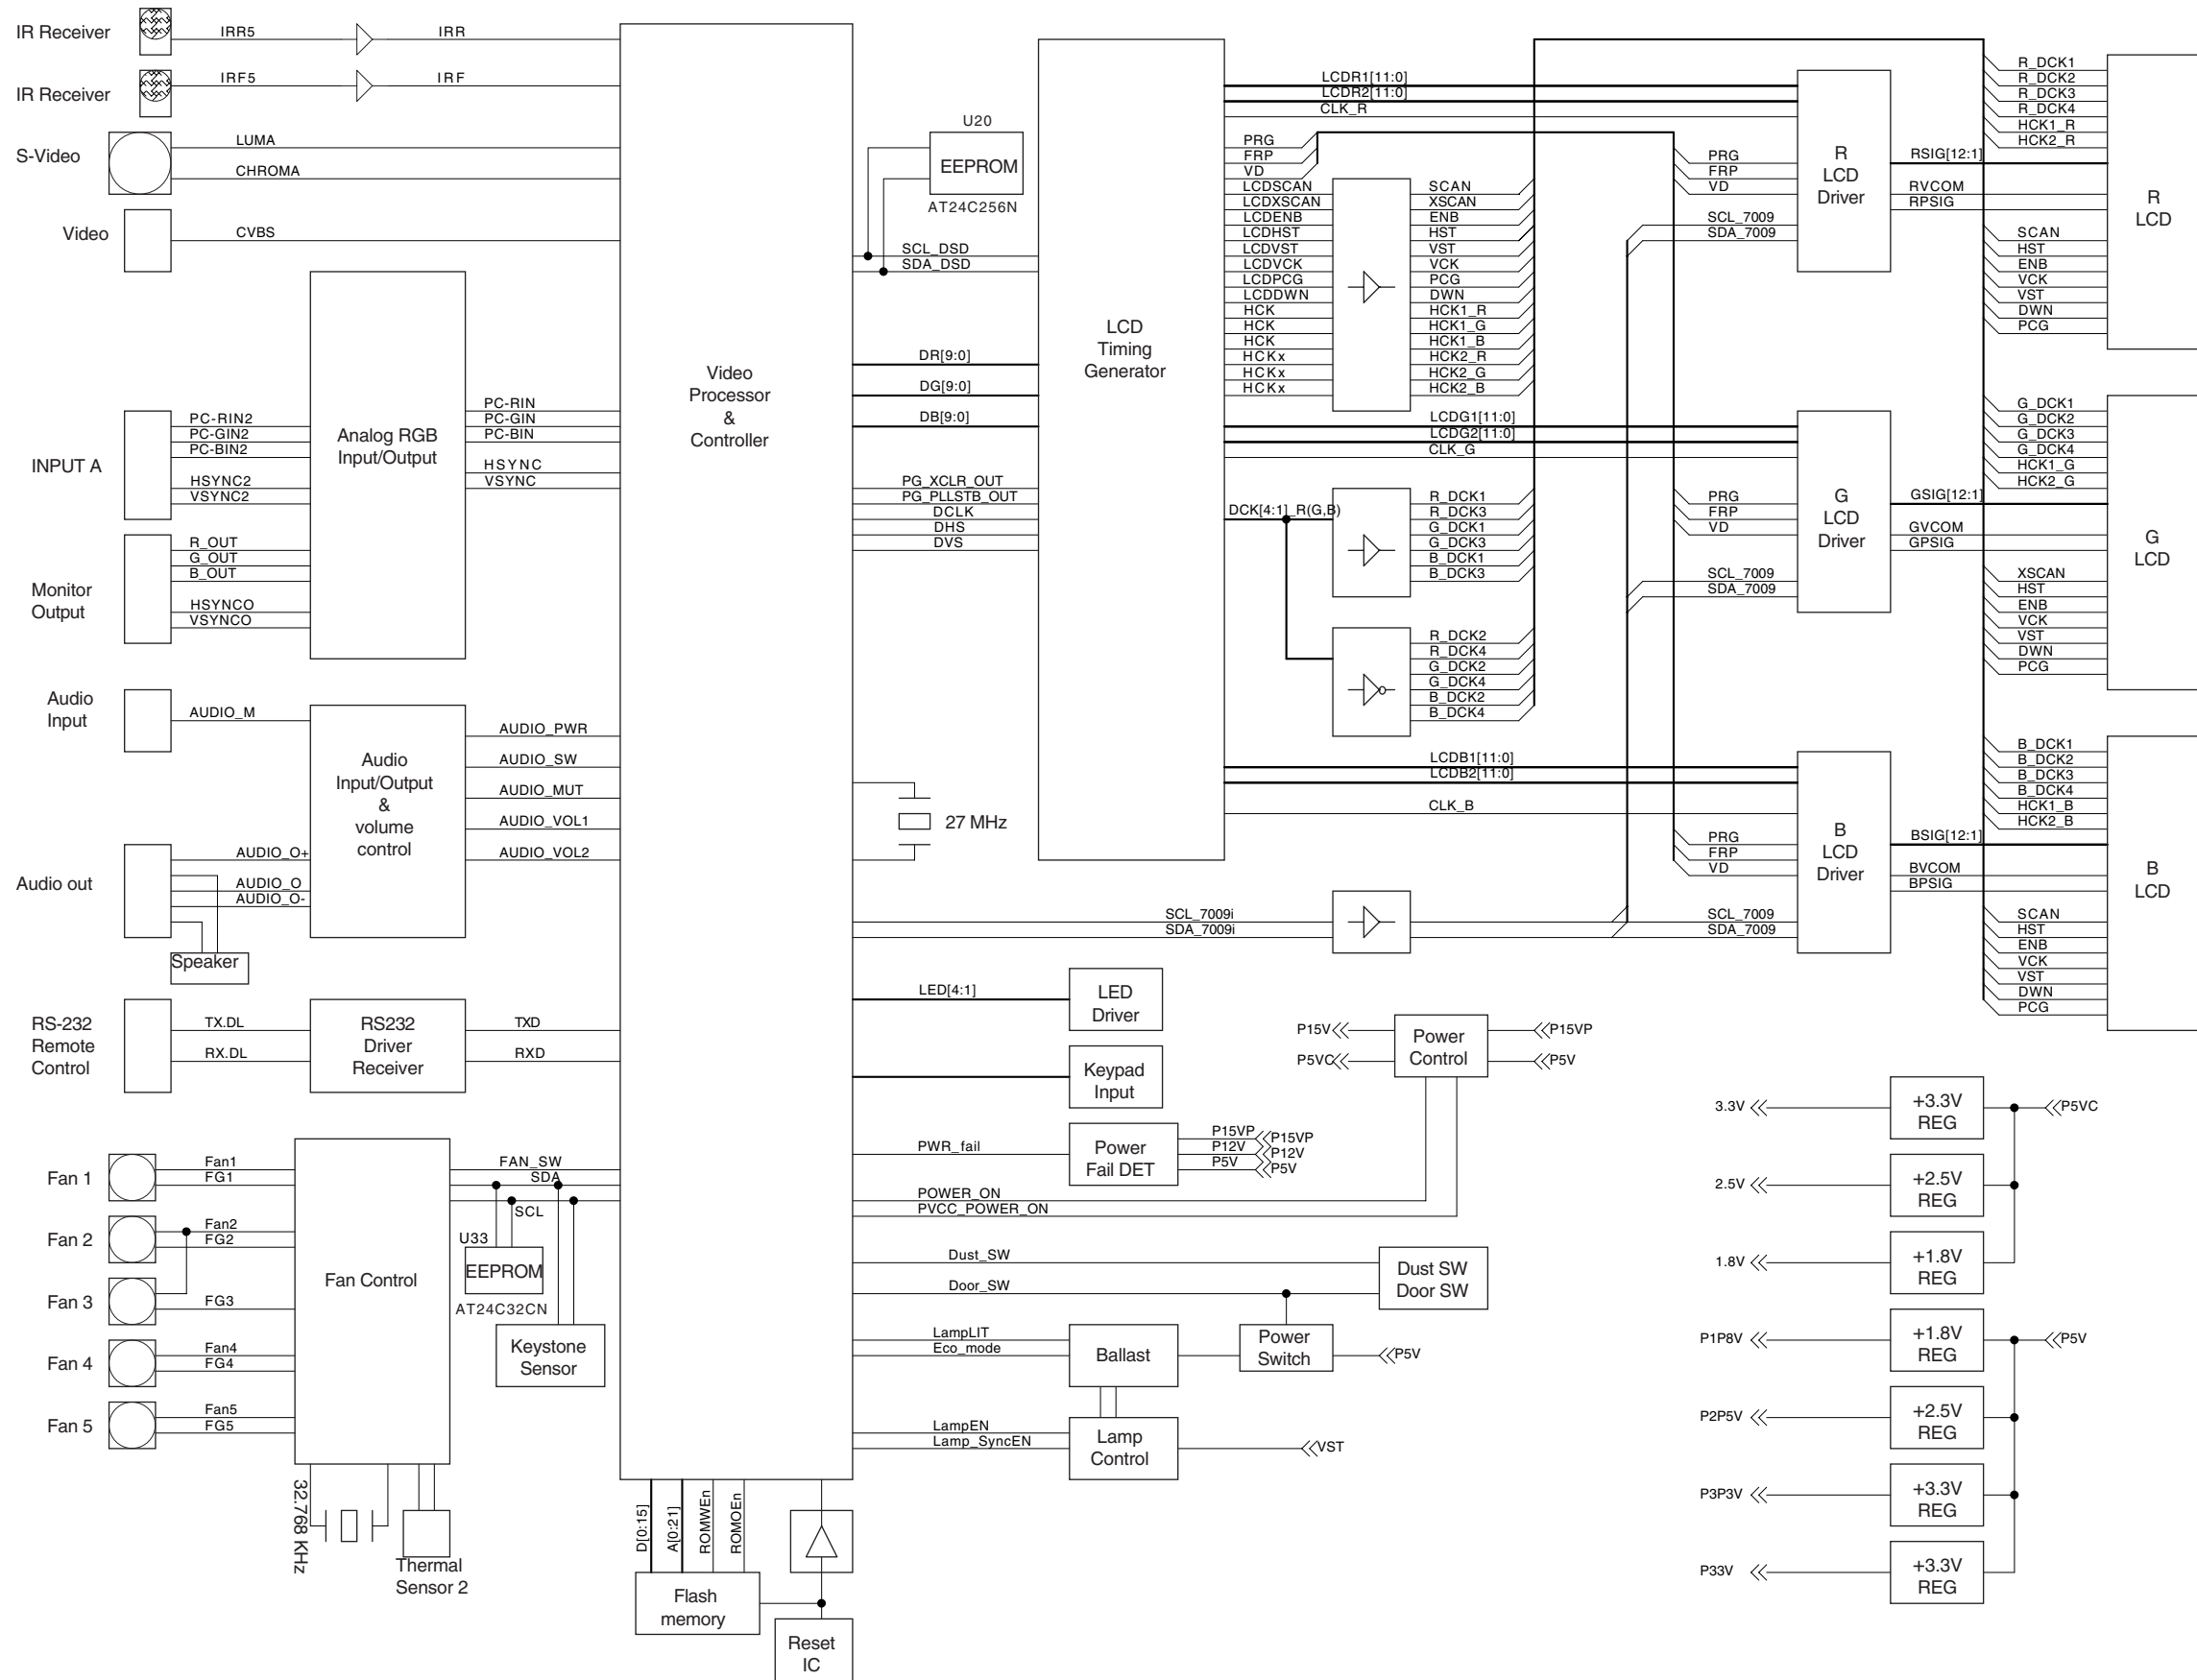 IR Receiver
IRR5
IRR
IR Receiver
IRF5
IRF
S-Video
LUMA
CHROMA
Video
CVBS
INPUT A
PC-RIN2
PC-GIN2
PC-BIN2
HSYNC2
VSYNC2
Analog RGB
Input/Output
PC-RIN
PC-GIN
PC-BIN
HSYNC
VSYNC
Monitor
Output
R_OUT
G_OUT
B_OUT
HSYNCO
VSYNCO
Audio
Input
AUDIO_M
Audio
Input/Output
&
volume
control
AUDIO_PWR
AUDIO_SW
AUDIO_MUT
AUDIO_VOL1
AUDIO_VOL2
Audio out
AUDIO_O+
AUDIO_O
AUDIO_O-
Speaker
RS-232
Remote
Control
TX.DL
RX.DL
RS232
Driver
Receiver
TXD
RXD
Fan 1
Fan1
FG1
Fan 2
Fan2
FG2
Fan 3
FG3
Fan 4
Fan4
FG4
Fan 5
Fan5
FG5
Fan Control
FAN_SW
SDA
SCL
U33
EEPROM
AT24C32CN
Keystone
Sensor
32.768 KHz
Thermal
Sensor 2
Video
Processor
&
Controller
D[0:15]
A[0:21]
ROMWEn
ROMOEn
Flash
memory
Reset
IC
U20
EEPROM
AT24C256N
SCL_DSD
SDA_DSD
DR[9:0]
DG[9:0]
DB[9:0]
PG_XCLR_OUT
PG_PLLSTB_OUT
DCLK
DHS
DVS
27 MHz
LCD
Timing
Generator
LCDR1[11:0]
LCDR2[11:0]
CLK_R
PRG
FRP
VD
LCDSCAN
LCDXSCAN
LCDENB
LCDHST
LCDVST
LCDVCK
LCDPCG
LCDDWN
HCK
HCK
HCK
HCKx
HCKx
HCKx
SCAN
XSCAN
ENB
HST
VST
VCK
PCG
DWN
HCK1_R
HCK1_G
HCK1_B
HCK2_R
HCK2_G
HCK2_B
LCDG1[11:0]
LCDG2[11:0]
CLK_G
DCK[4:1]_R(G,B)
R_DCK1
R_DCK3
G_DCK1
G_DCK3
B_DCK1
B_DCK3
R_DCK2
R_DCK4
G_DCK2
G_DCK4
B_DCK2
B_DCK4
LCDB1[11:0]
LCDB2[11:0]
CLK_B
SCL_7009i
SDA_7009i
PRG
FRP
VD
SCL_7009
SDA_7009
R
LCD
Driver
RSIG[12:1]
RVCOM
RPSIG
R_DCK1
R_DCK2
R_DCK3
R_DCK4
HCK1_R
HCK2_R
SCAN
HST
ENB
VCK
VST
DWN
PCG
R
LCD
PRG
FRP
VD
SCL_7009
SDA_7009
G
LCD
Driver
GSIG[12:1]
GVCOM
GPSIG
G_DCK1
G_DCK2
G_DCK3
G_DCK4
HCK1_G
HCK2_G
XSCAN
HST
ENB
VCK
VST
DWN
PCG
G
LCD
PRG
FRP
VD
SCL_7009
SDA_7009
B
LCD
Driver
BSIG[12:1]
BVCOM
BPSIG
B_DCK1
B_DCK2
B_DCK3
B_DCK4
HCK1_B
HCK2_B
SCAN
HST
ENB
VCK
VST
DWN
PCG
B
LCD
LED[4:1]
LED
Driver
Keypad
Input
PWR_fail
Power
Fail DET
P15VP
P12V
P5V
P15VP
P12V
P5V
P15V
P5VC
Power
Control
P15VP
P5V
POWER_ON
PVCC_POWER_ON
Dust_SW
Door_SW
Dust SW
Door SW
LampLIT
Eco_mode
Ballast
Power
Switch
P5V
LampEN
Lamp_SyncEN
Lamp
Control
VST
3.3V
+3.3V
REG
P5VC
2.5V
+2.5V
REG
1.8V
+1.8V
REG
P1P8V
+1.8V
REG
P5V
P2P5V
+2.5V
REG
P3P3V
+3.3V
REG
P33V
+3.3V
REG